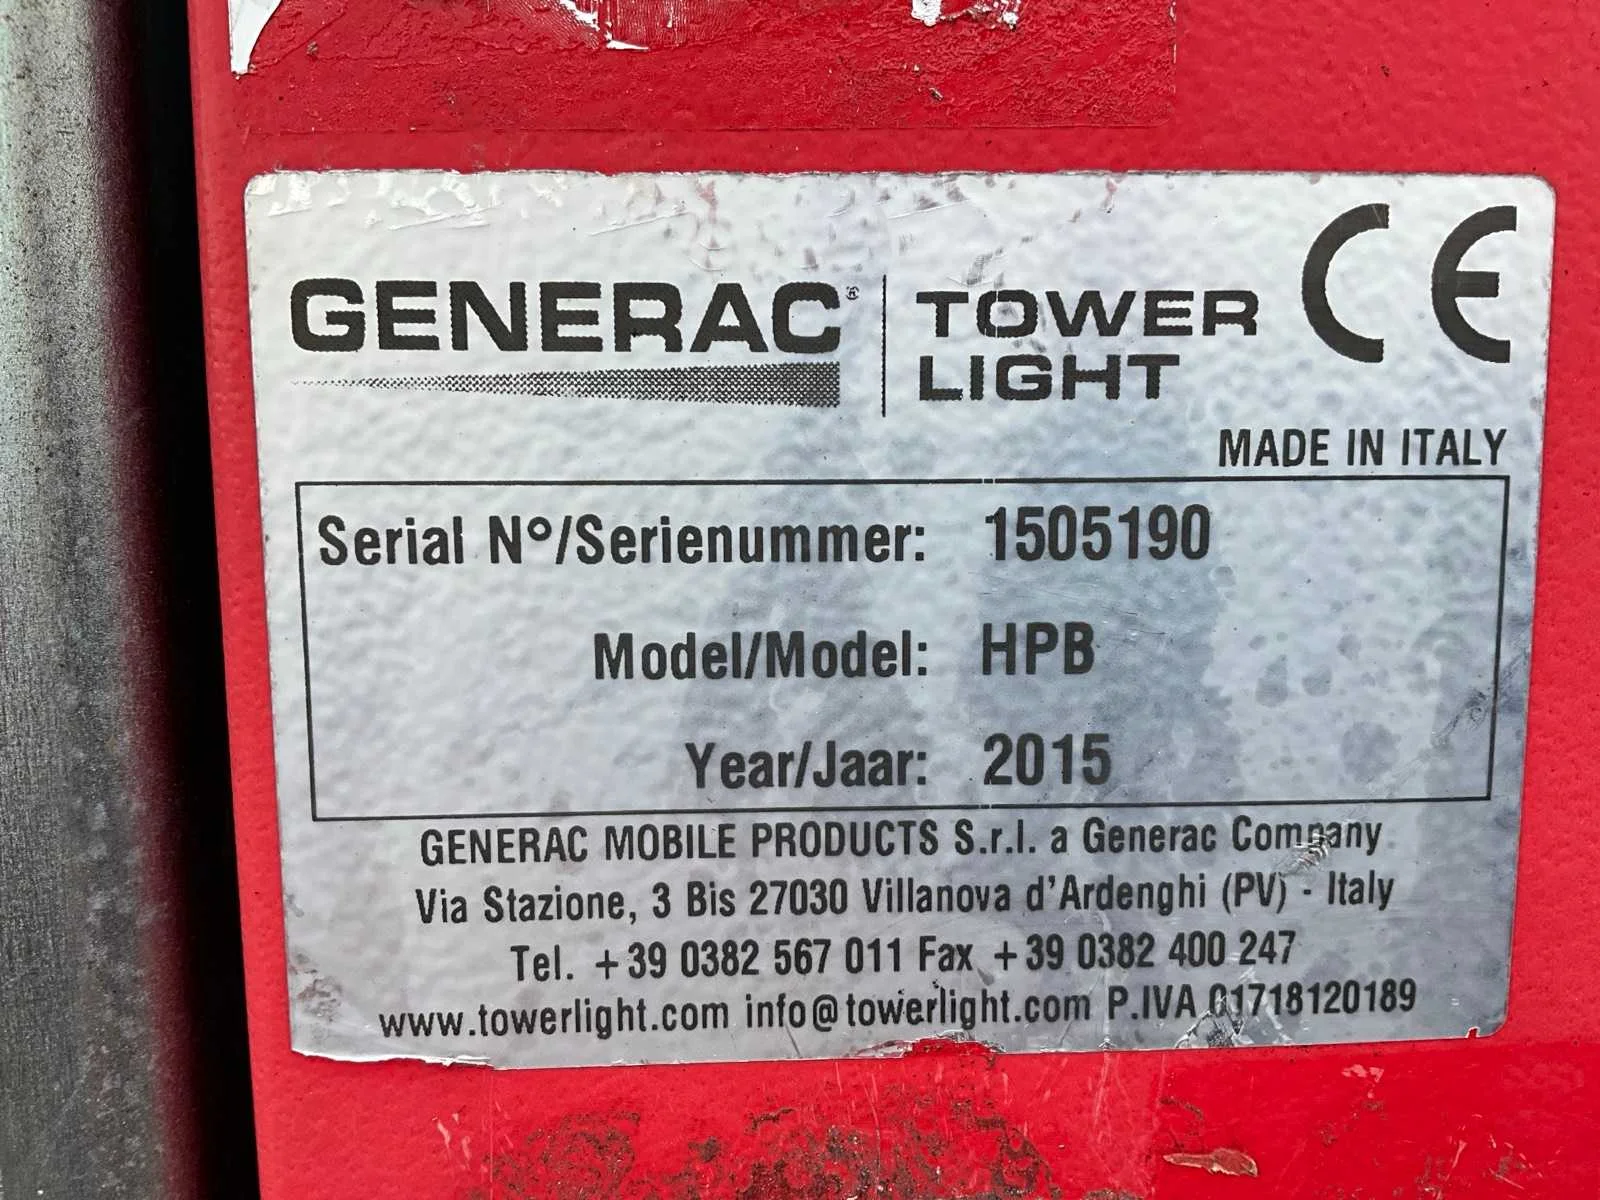 GENERAC® TOWER LIGHT CE
MADE IN ITALY
Serial N°/Serienummer: 1505190
Model/Model: HPB
Year/Jaar: 2015
GENERAC MOBILE PRODUCTS S.r.l. a Generac Company
Via Stazione, 3 Bis 27030 Villanova d'Ardenghi (PV) - Italy
Tel. +39 0382 567 011 Fax +39 0382 400 247
www.towerlight.com info@towerlight.com P.IVA 01718120189